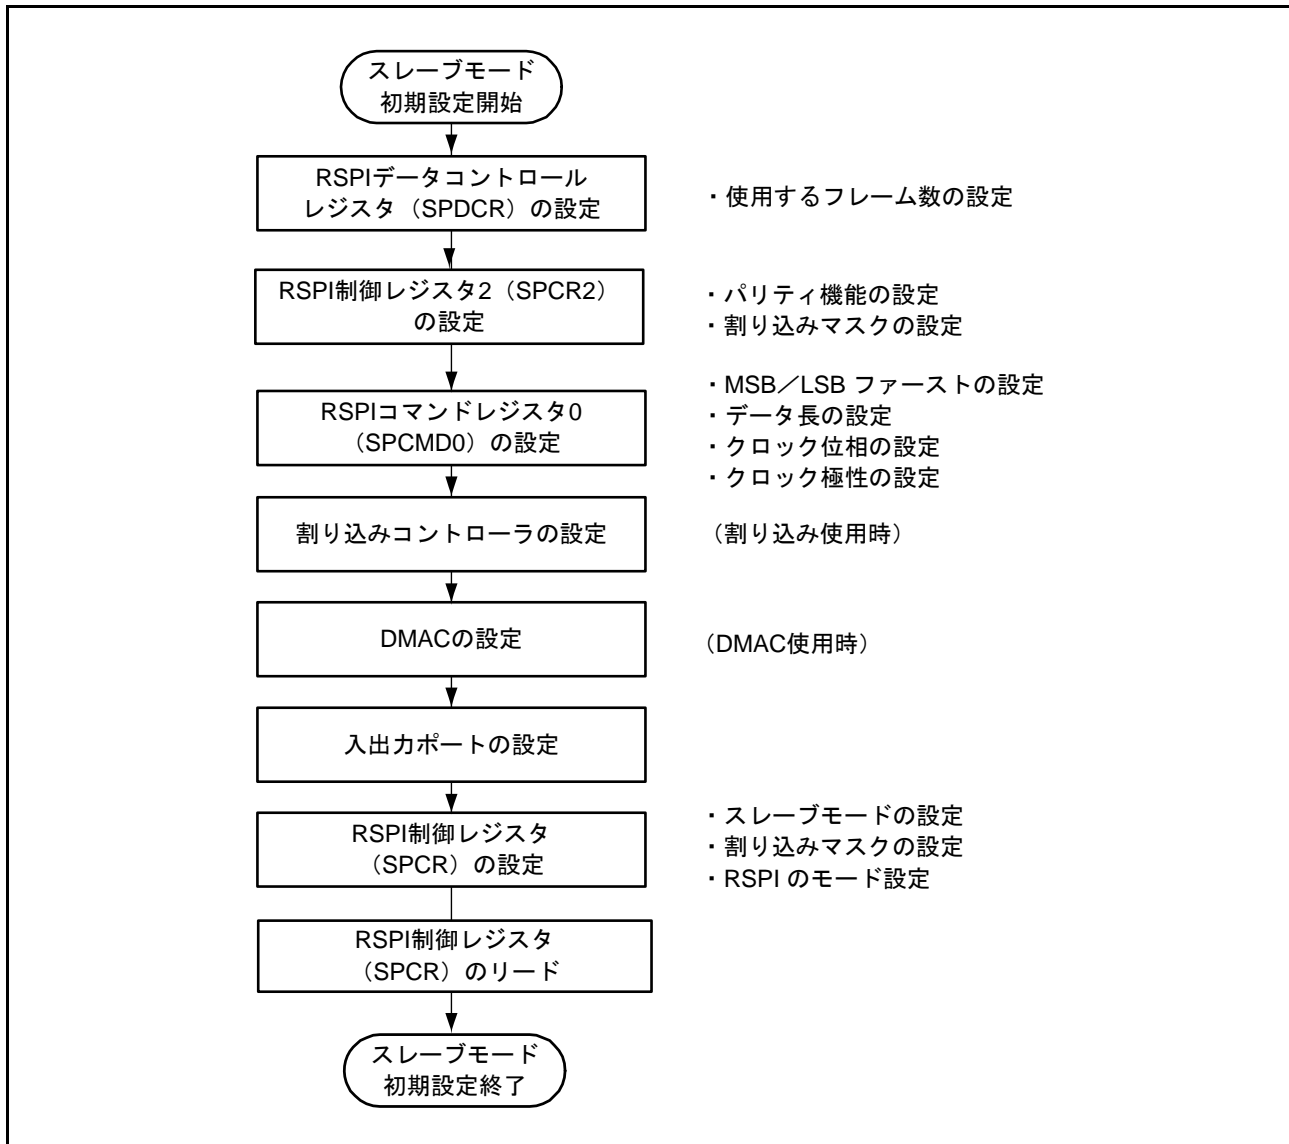 スレーブモード
初期設定開始
RSPIデータコントロール
レジスタ（SPDCR）の設定
・使用するフレーム数の設定
RSPI制御レジスタ2（SPCR2）
の設定
・パリティ機能の設定
・割り込みマスクの設定
RSPIコマンドレジスタ0
（SPCMD0）の設定
・MSB／LSB ファーストの設定
・データ長の設定
・クロック位相の設定
・クロック極性の設定
割り込みコントローラの設定
（割り込み使用時）
DMACの設定
（DMAC使用時）
入出力ポートの設定
RSPI制御レジスタ
（SPCR）の設定
・スレーブモードの設定
・割り込みマスクの設定
・RSPI のモード設定
RSPI制御レジスタ
（SPCR）のリード
スレーブモード
初期設定終了